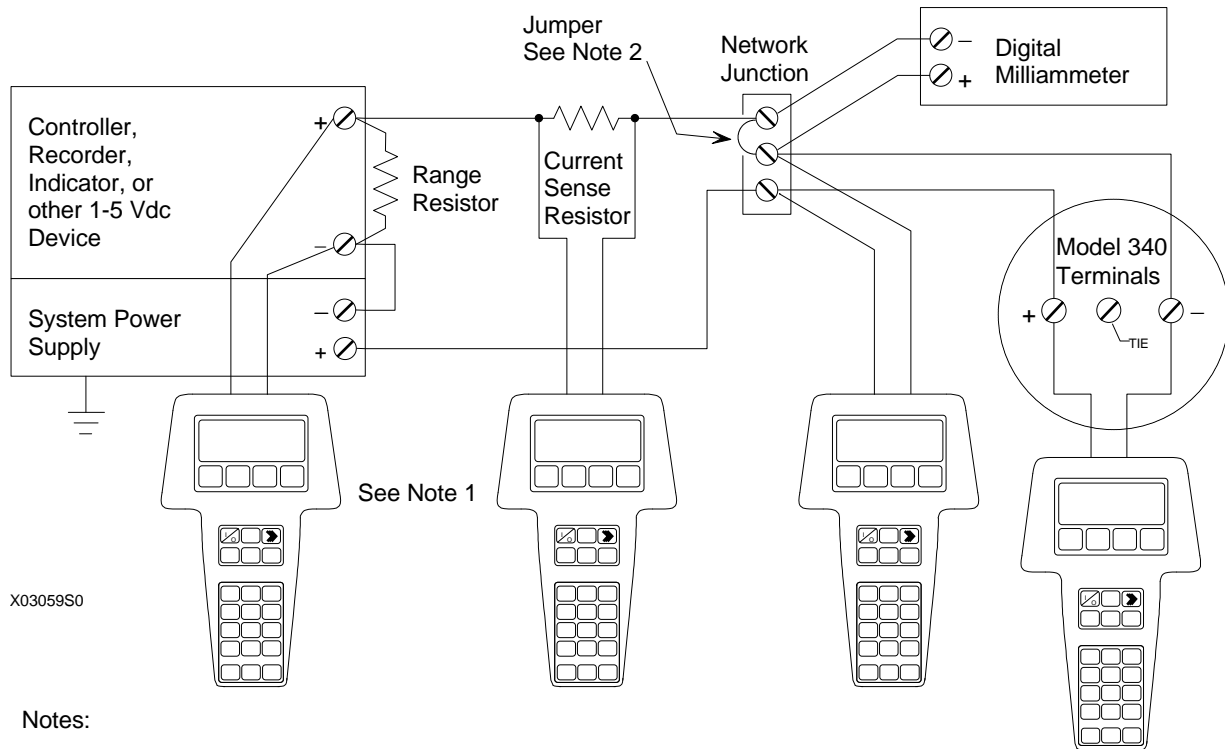 Jumper
See Note 2
Network
Junction
–
+
Digital
Milliammeter
Controller,
Recorder,
Indicator, or
other 1-5 Vdc
Device
+
–
Range
Resistor
Current
Sense
Resistor
System Power
Supply
–
+
Model 340
Terminals
+
–
TIE
See Note 1
I/O
I/O
I/O
I/O
X03059S0
Notes: